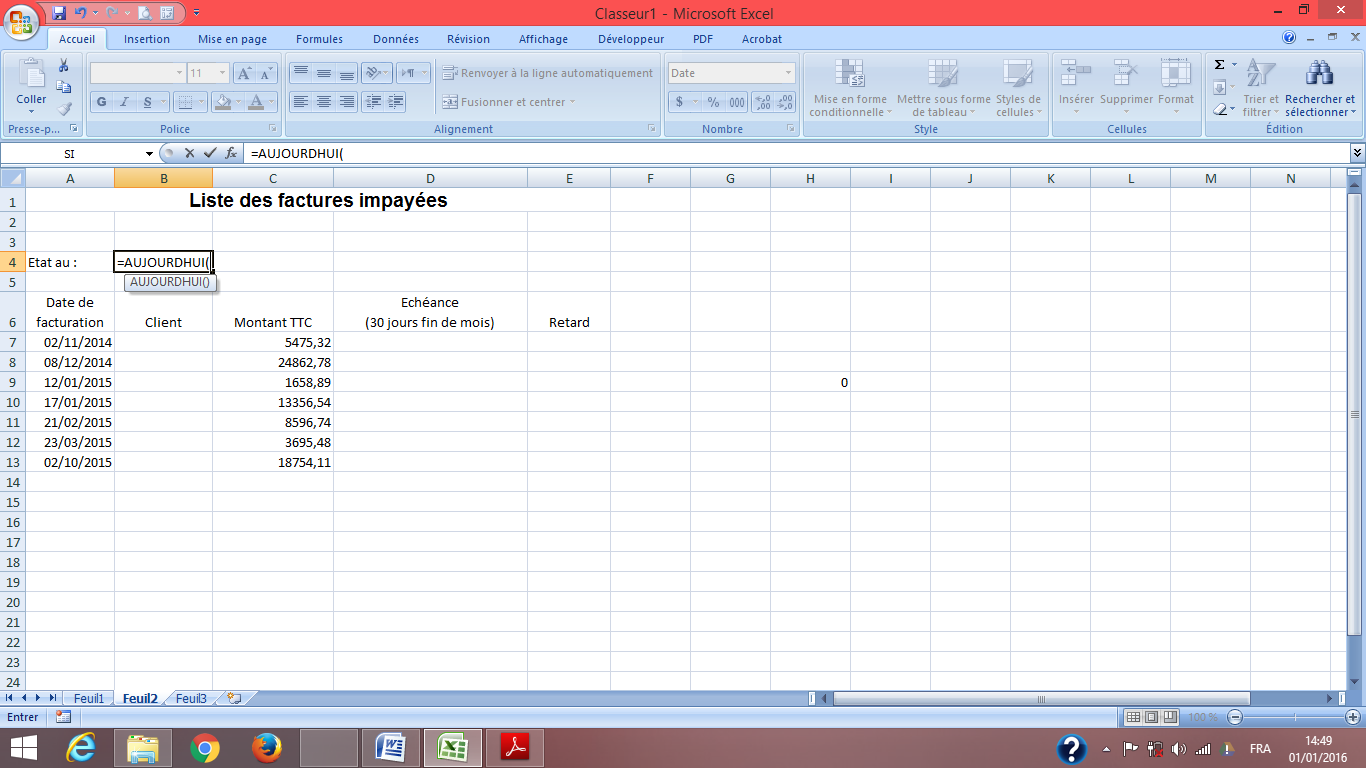 Classeur1 - Microsoft Excel
Accueil Insertion Mise en page Formules Données Révision Affichage Développeur PDF Acrobat
Coller
Presse-p...
11
G I S
Police
Renvoyer à la ligne automatiquement
Fusionner et centrer
Alignement
Date
$ % 000
Nombre
Mise en forme conditionnelle
Mettre sous forme de tableau
Styles de cellules
Style
Insérer Supprimer Format
Cellules
Σ
Trier et filtrer
Rechercher et sélectionner
Édition
SI
fx =AUJOURDHUI(
A B C D E F G H I J K L M N
1 Liste des factures impayées
2
3
4 Etat au : =AUJOURDHUI(
5 AUJOURDHUI()
6 Date de facturation Client Montant TTC Echéance (30 jours fin de mois) Retard
7 02/11/2014 5475,32
8 08/12/2014 24862,78
9 12/01/2015 1658,89 0
10 17/01/2015 13356,54
11 21/02/2015 8596,74
12 23/03/2015 3695,48
13 02/10/2015 18754,11
14
15
16
17
18
19
20
21
22
23
24
Feuil1 Feuil2 Feuil3
Entrer
100 %
FRA
14:49
01/01/2016